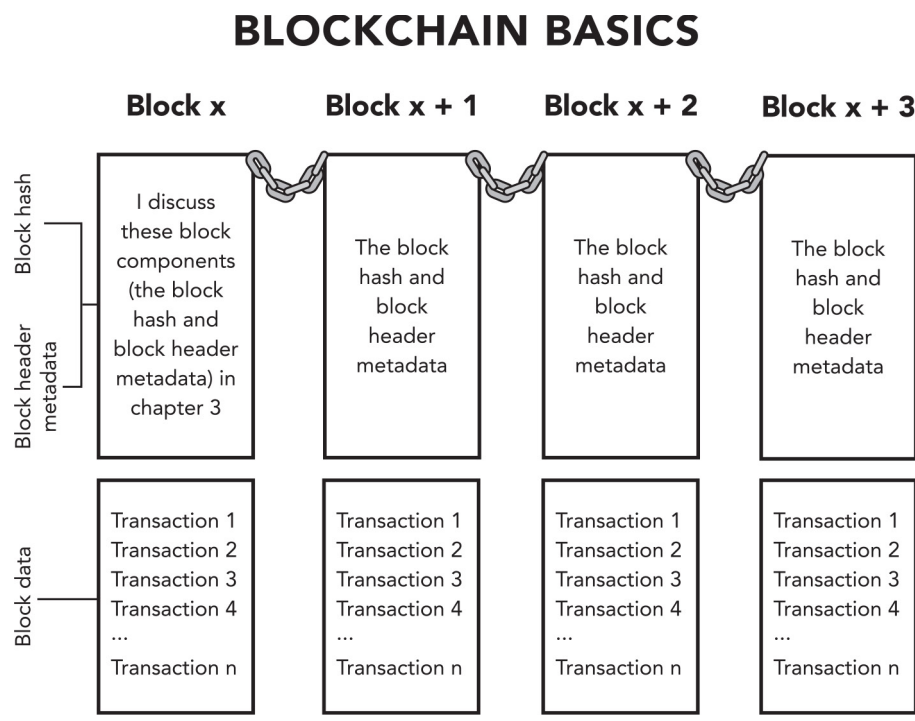 BLOCKCHAIN BASICS
Block x
Block x + 1
Block x + 2
Block x + 3
Block hash
Block header
metadata
I discuss
these block
components
(the block
hash and
block header
metadata) in
chapter 3
The block
hash and
block
header
metadata
The block
hash and
block
header
metadata
The block
hash and
block
header
metadata
Block data
Transaction 1
Transaction 2
Transaction 3
Transaction 4
...
Transaction n
Transaction 1
Transaction 2
Transaction 3
Transaction 4
...
Transaction n
Transaction 1
Transaction 2
Transaction 3
Transaction 4
...
Transaction n
Transaction 1
Transaction 2
Transaction 3
Transaction 4
...
Transaction n